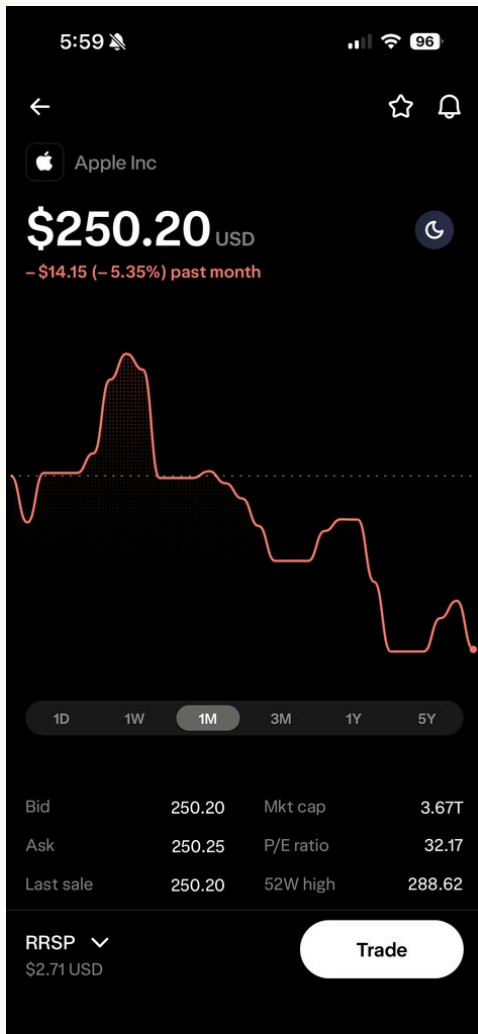 5:59
96
Apple Inc
$250.20 USD
– $14.15 (– 5.35%) past month
1D 1W 1M 3M 1Y 5Y
Bid 250.20 Mkt cap 3.67T
Ask 250.25 P/E ratio 32.17
Last sale 250.20 52W high 288.62
RRSP
$2.71 USD
Trade